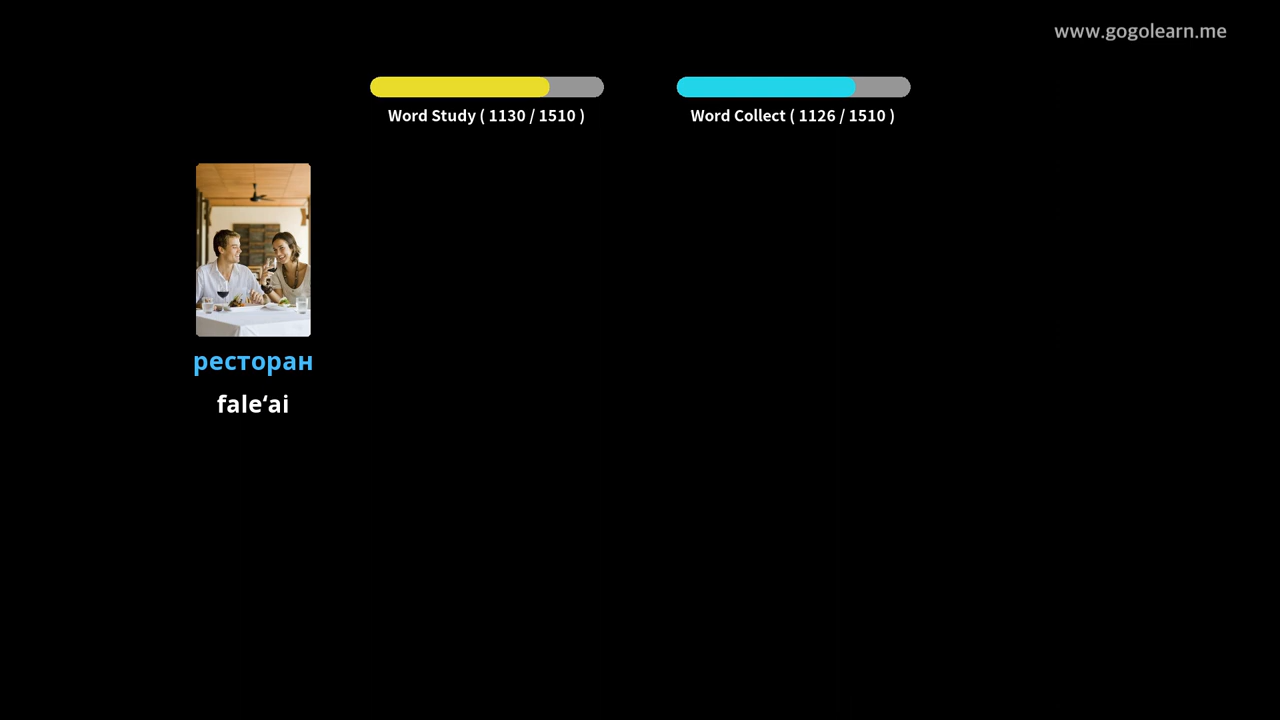 www.gogolearn.me
Word Study ( 1130 / 1510 )
Word Collect ( 1126 / 1510 )
ресторан
fale‘ai